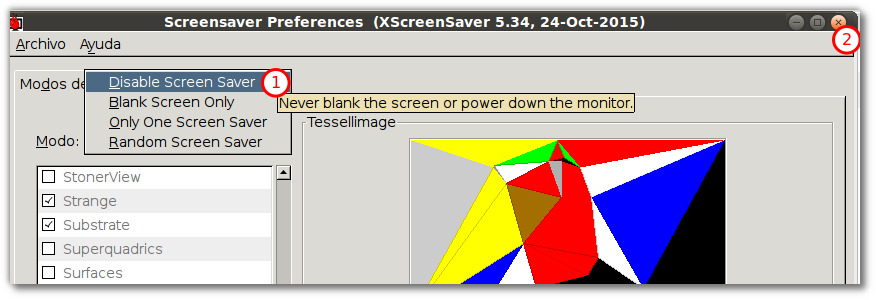 Screensaver Preferences (XScreenSaver 5.34, 24-Oct-2015)
2
Archivo Ayuda
Modos de
Disable Screen Saver 1
Blank Screen Only
Never blank the screen or power down the monitor.
Only One Screen Saver
Tessellimage
Modo:
Random Screen Saver
StonerView
Strange
Substrate
Superquadrics
Surfaces